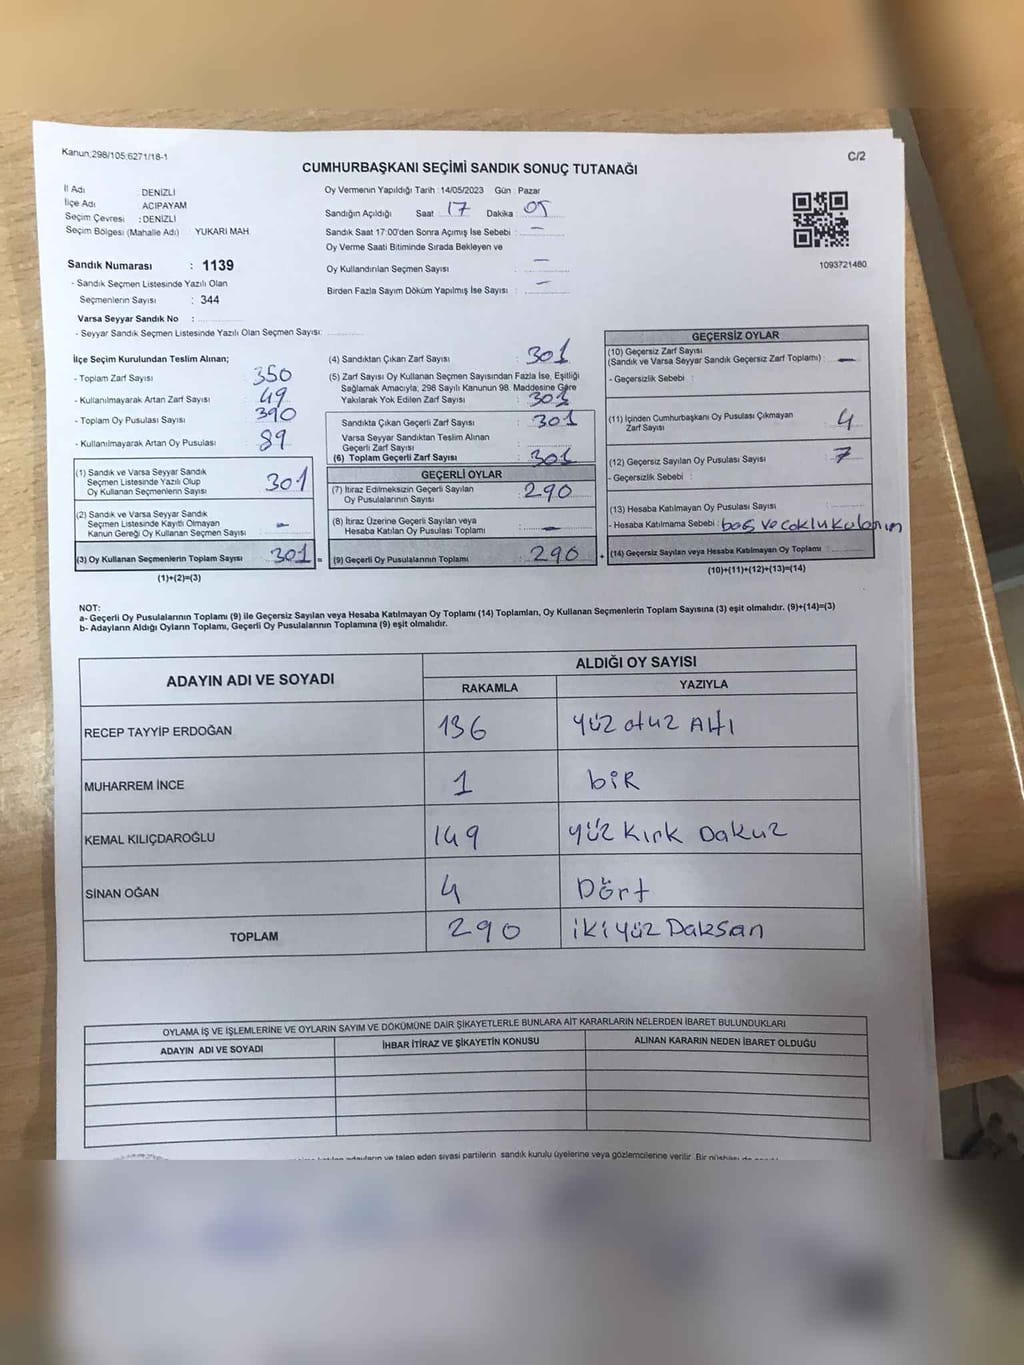 Kanun;298/105;6271/18-1
C/2
CUMHURBAŞKANI SEÇİMİ SANDIK SONUÇ TUTANAĞI
İl Adı : DENİZLİ
İlçe Adı : ACIPAYAM
Seçim Çevresi : DENİZLİ
Seçim Bölgesi (Mahalle Adı) : YUKARI MAH.
Oy Vermenin Yapıldığı Tarih : 14/05/2023 Gün : Pazar
Sandığın Açıldığı Saat : 17 Dakika : 05
Sandık Saat 17:00'den Sonra Açımış İse Sebebi : —
Oy Verme Saati Bitiminde Sırada Bekleyen ve
Oy Kullandırılan Seçmen Sayısı : —
Birden Fazla Sayım Döküm Yapılmış İse Sayısı : —
1093721460
Sandık Numarası : 1139
- Sandık Seçmen Listesinde Yazılı Olan
Seçmenlerin Sayısı : 344
Varsa Seyyar Sandık No :
- Seyyar Sandık Seçmen Listesinde Yazılı Olan Seçmen Sayısı:
İlçe Seçim Kurulundan Teslim Alınan;
- Toplam Zarf Sayısı : 350
- Kullanılmayarak Artan Zarf Sayısı : 49
- Toplam Oy Pusulası Sayısı : 390
- Kullanılmayarak Artan Oy Pusulası : 89
(1) Sandık ve Varsa Seyyar Sandık
Seçmen Listesinde Yazılı Olup
Oy Kullanan Seçmenlerin Sayısı : 301
(2) Sandık ve Varsa Seyyar Sandık
Seçmen Listesinde Kayıtlı Olmayan
Kanun Gereği Oy Kullanan Seçmen Sayısı : —
(3) Oy Kullanan Seçmenlerin Toplam Sayısı : 301 =
(1)+(2)=(3)
(4) Sandıktan Çıkan Zarf Sayısı : 301
(5) Zarf Sayısı Oy Kullanan Seçmen Sayısından Fazla İse, Eşitliği
Sağlamak Amacıyla; 298 Sayılı Kanunun 98. Maddesine Göre
Yakılarak Yok Edilen Zarf Sayısı : 301
Sandıkta Çıkan Geçerli Zarf Sayısı : 301
Varsa Seyyar Sandıktan Teslim Alınan
Geçerli Zarf Sayısı :
(6) Toplam Geçerli Zarf Sayısı : 301
GEÇERLİ OYLAR
(7) İtiraz Edilmeksizin Geçerli Sayılan
Oy Pusulalarının Sayısı : 290
(8) İtiraz Üzerine Geçerli Sayılan veya
Hesaba Katılan Oy Pusulası Toplamı : —
(9) Geçerli Oy Pusulalarının Toplamı : 290 +
GEÇERSİZ OYLAR
(10) Geçersiz Zarf Sayısı
(Sandık ve Varsa Seyyar Sandık Geçersiz Zarf Toplamı) : —
- Geçersizlik Sebebi :
(11) İçinden Cumhurbaşkanı Oy Pusulası Çıkmayan
Zarf Sayısı : 4
(12) Geçersiz Sayılan Oy Pusulası Sayısı : 7
- Geçersizlik Sebebi :
(13) Hesaba Katılmayan Oy Pusulası Sayısı :
- Hesaba Katılmama Sebebi : boş ve
(14) Geçersiz Sayılan veya Hesaba Katılmayan Oy Toplamı :
(10)+(11)+(12)+(13)=(14)
NOT:
a- Geçerli Oy Pusulalarının Toplamı (9) ile Geçersiz Sayılan veya Hesaba Katılmayan Oy Toplamı (14) Toplamları, Oy Kullanan Seçmenlerin Toplam Sayısına (3) eşit olmalıdır. (9)+(14)=(3)
b- Adayların Aldığı Oyların Toplamı, Geçerli Oy Pusulalarının Toplamına (9) eşit olmalıdır.
ADAYIN ADI VE SOYADI
ALDIĞI OY SAYISI
RAKAMLA YAZIYLA
RECEP TAYYİP ERDOĞAN 136 Yüz otuz Altı
MUHARREM İNCE 1 biR
KEMAL KILIÇDAROĞLU 149 Yüz Kırk Dokuz
SİNAN OĞAN 4 Dört
TOPLAM 290 iki yüz Doksan
OYLAMA İŞ VE İŞLEMLERİNE VE OYLARIN SAYIM VE DÖKÜMÜNE DAİR ŞİKAYETLERLE BUNLARA AİT KARARLARIN NELERDEN İBARET BULUNDUKLARI
ADAYIN ADI VE SOYADI İHBAR İTİRAZ VE ŞİKAYETİN KONUSU ALINAN KARARIN NEDEN İBARET OLDUĞU
adayların ve talep eden siyasi partilerin sandık kurulu üyelerine veya gözlemcilerine verilir. Bir